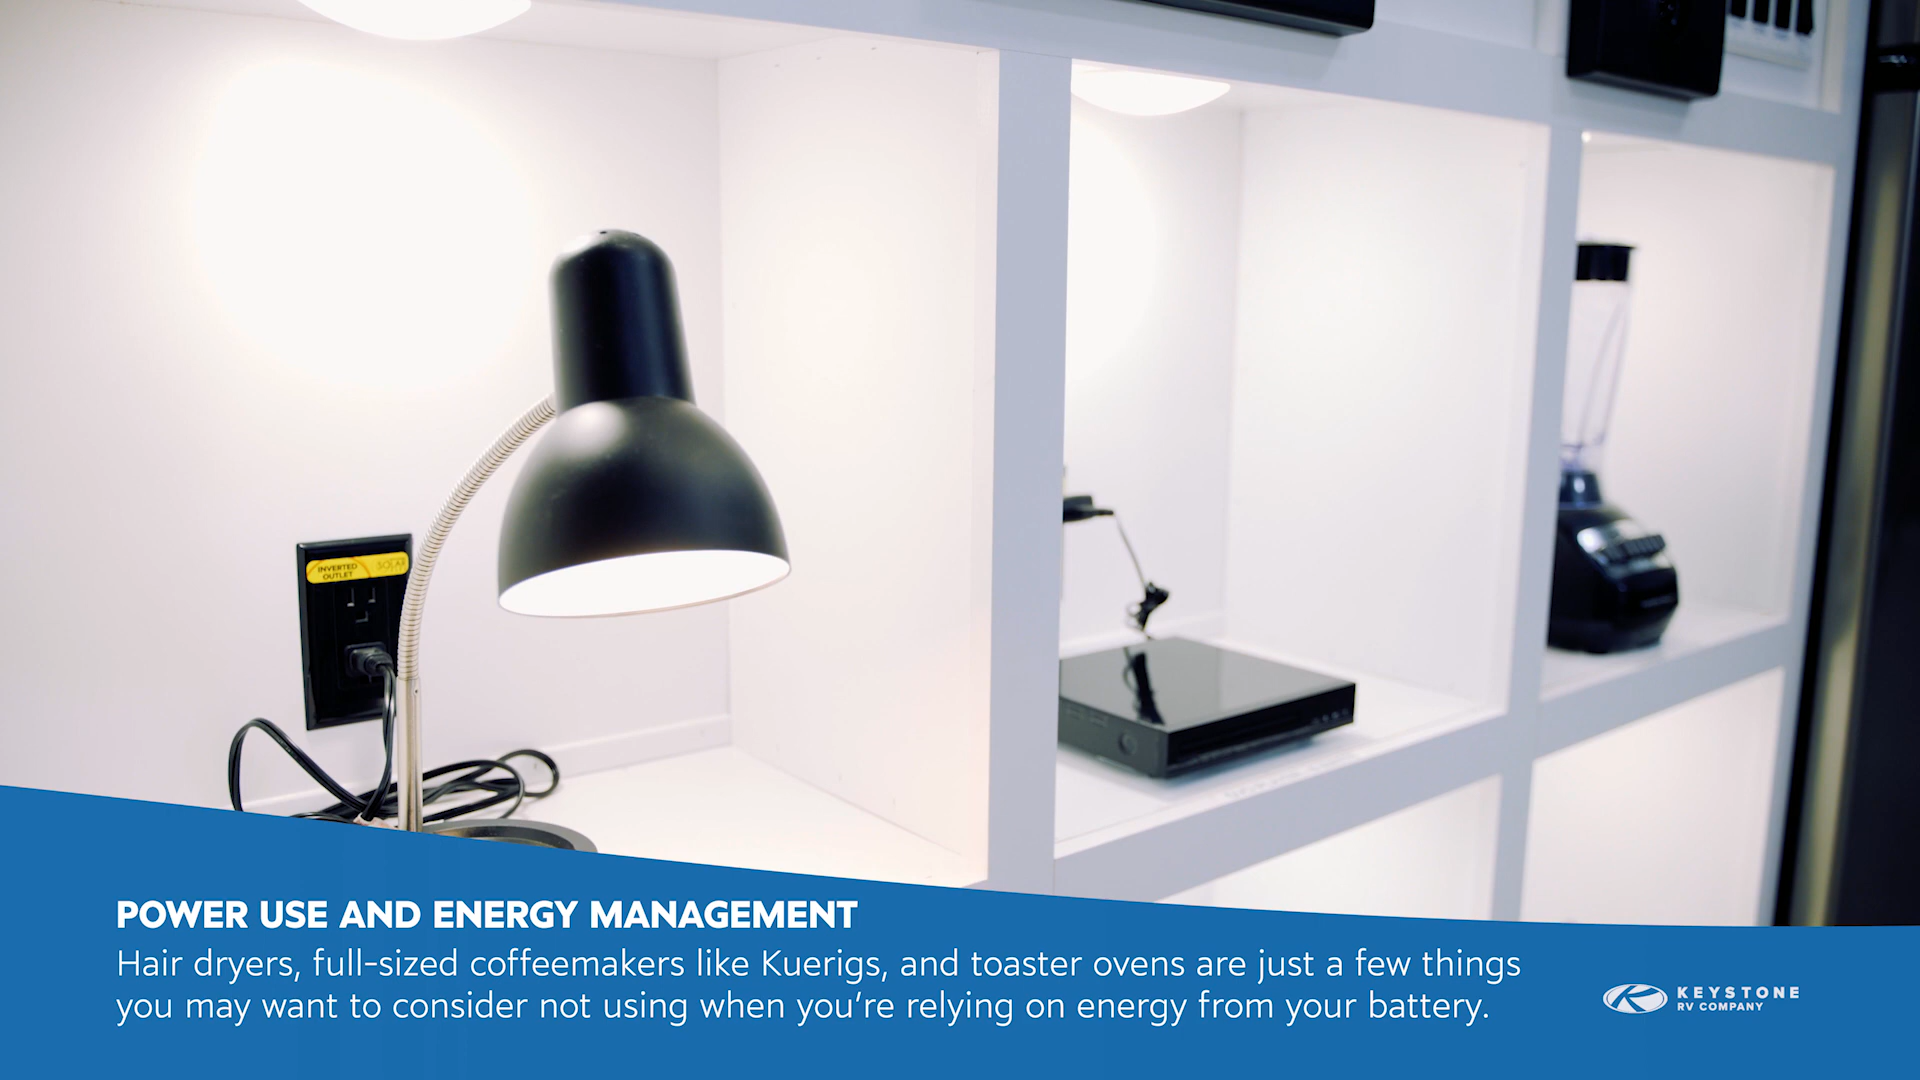 INVERTED
OUTLET
SOLAR
POWER USE AND ENERGY MANAGEMENT
Hair dryers, full-sized coffeemakers like Kuerigs, and toaster ovens are just a few things
you may want to consider not using when you're relying on energy from your battery.
KEYSTONE
RV COMPANY